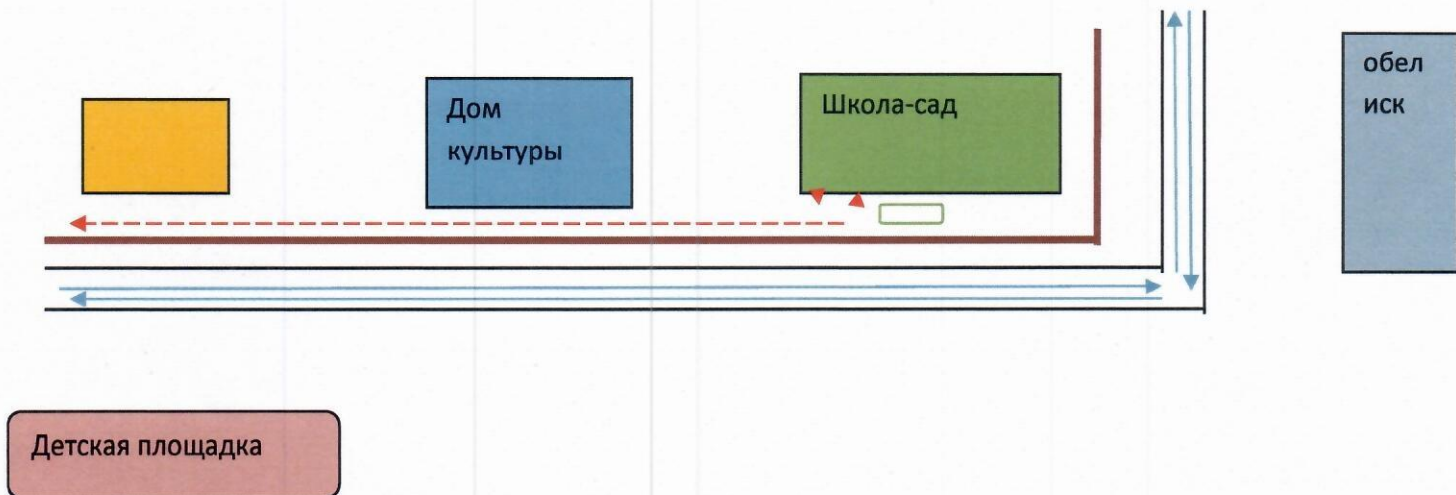 Дом
культуры
Школа-сад
обел
иск
Детская площадка